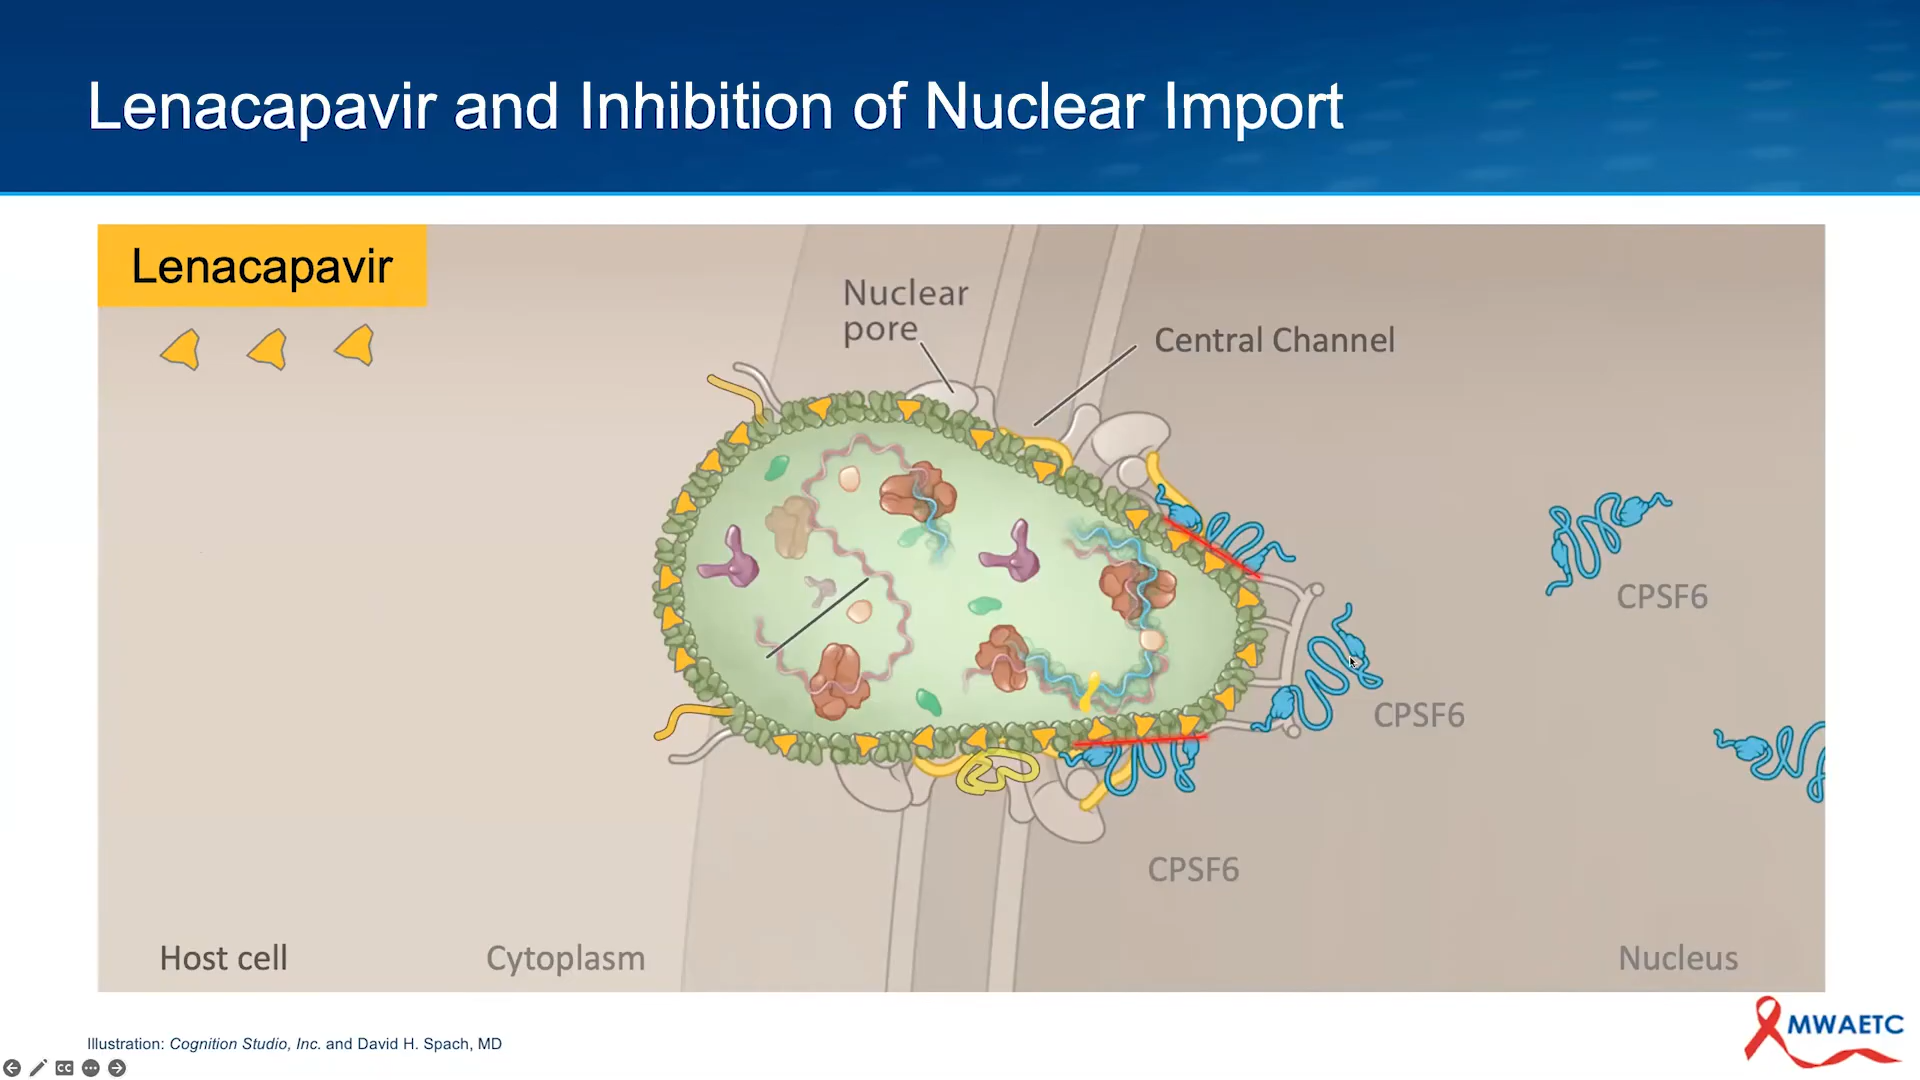 Lenacapavir and Inhibition of Nuclear Import
Lenacapavir
Nuclear
pore
Central Channel
CPSF6
CPSF6
CPSF6
Host cell
Cytoplasm
Nucleus
Illustration: Cognition Studio, Inc. and David H. Spach, MD
MWAETC
CC